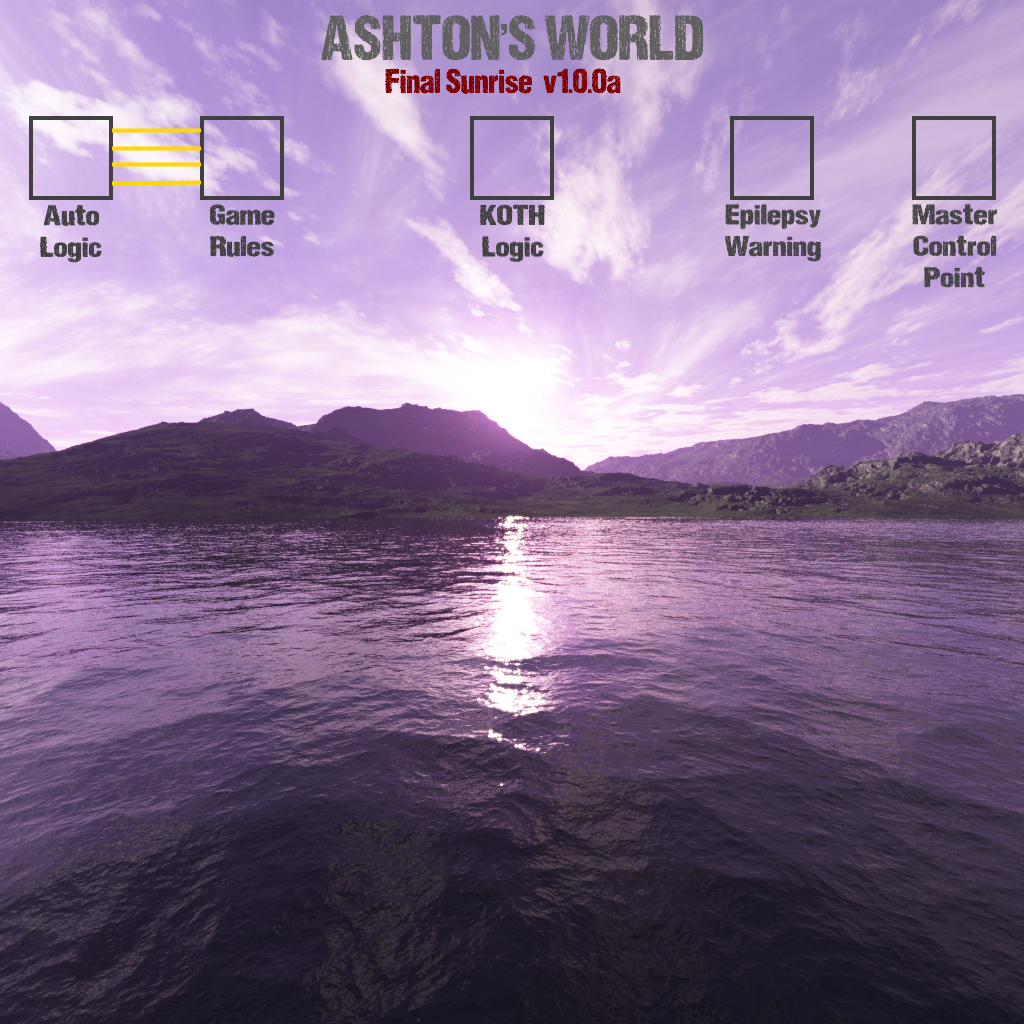 ASHTON'S WORLD
Final Sunrise v1.0.0a
Auto
Logic
Game
Rules
KOTH
Logic
Epilepsy
Warning
Master
Control
Point